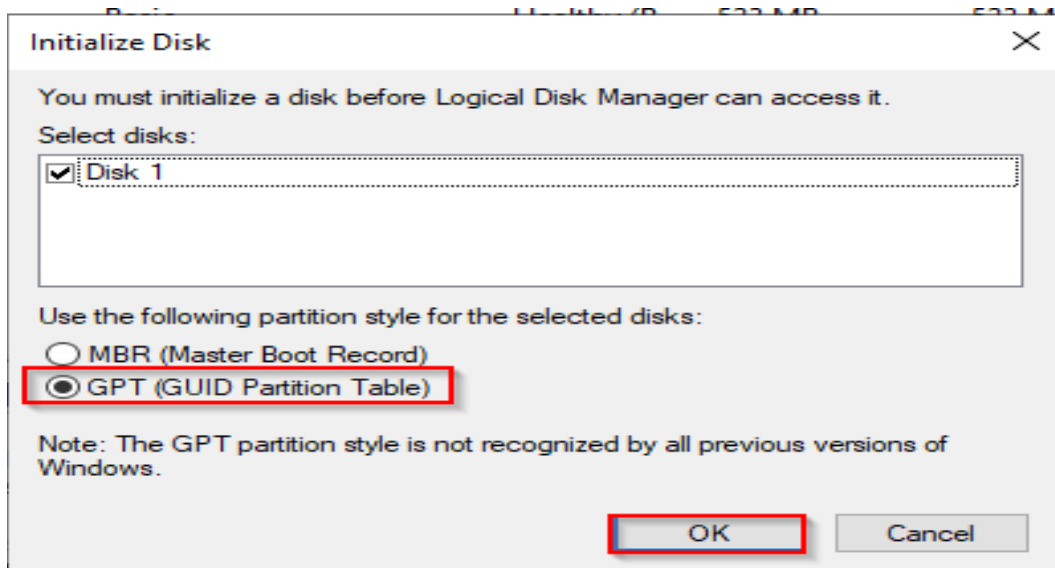 Initialize Disk
You must initialize a disk before Logical Disk Manager can access it.
Select disks:
Disk 1
Use the following partition style for the selected disks:
MBR (Master Boot Record)
GPT (GUID Partition Table)
Note: The GPT partition style is not recognized by all previous versions of
Windows.
OK Cancel